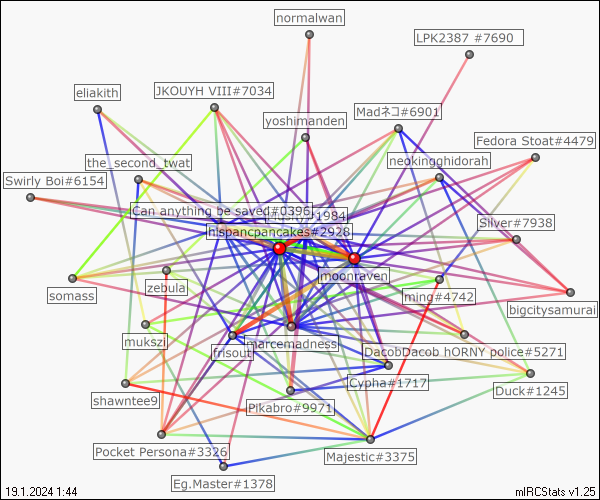 normalwan
LPK2387 #7690
eliakith
JKOUYH VIII#7034
Madネコ#6901
yoshimanden
Fedora Stoat#4479
the_second_twat
neokingghidorah
Swirly Boi#6154
Can anything be saved#0396
1984
Silver#7938
hispancpancakes#2928
moonraven
zebula
somass
ming#4742
bigcitysamurai
mukszi
frisout
marcemadness
DacobDacob hORNY police#5271
Cypha#1717
shawntee9
Duck#1245
Pikabro#9971
Pocket Persona#3326
Majestic#3375
Eg.Master#1378
19.1.2024 1:44
mIRCStats v1.25